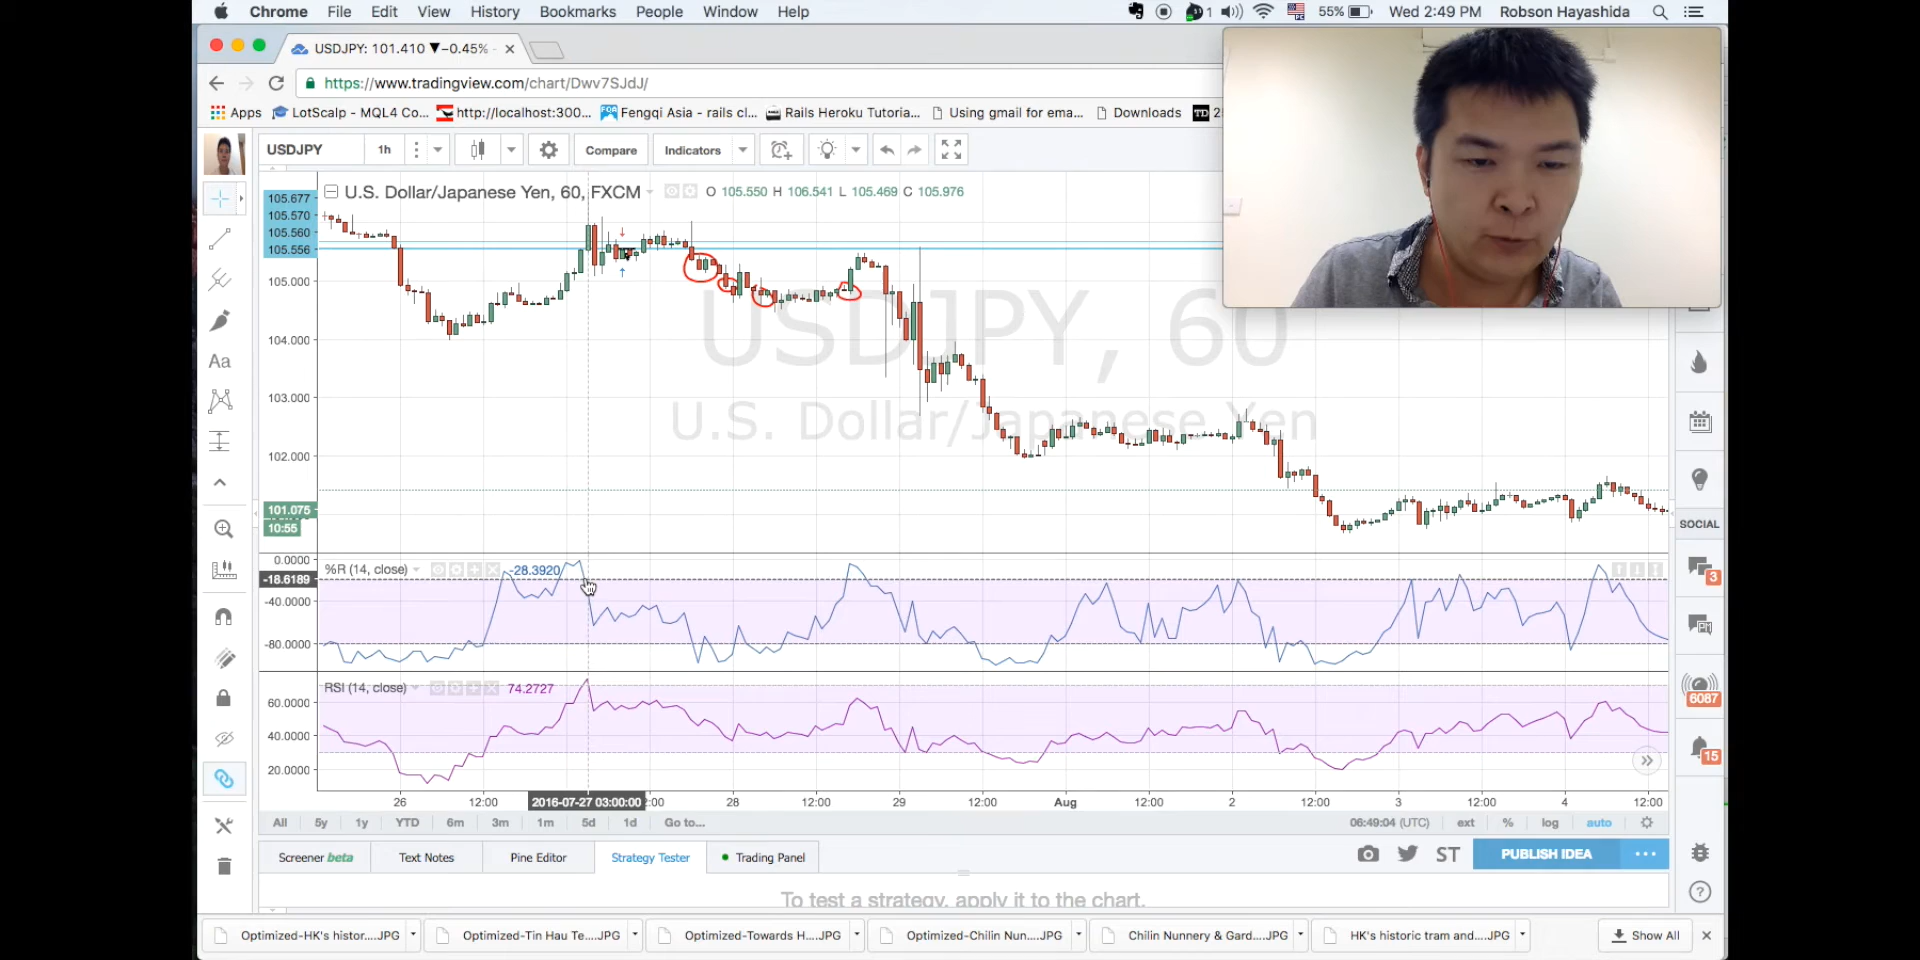 Chrome File Edit View History Bookmarks People Window Help 1 55% Wed 2:49 PM Robson Hayashida
USDJPY: 101.410 ▼−0.45%
https://www.tradingview.com/chart/Dwv7SJdJ/
Apps LotScalp - MQL4 Co... http://localhost:300... Fengqi Asia - rails cl... Rails Heroku Tutoria... Using gmail for ema... Downloads TD 2
USDJPY 1h Compare Indicators
U.S. Dollar/Japanese Yen, 60, FXCM O 105.550 H 106.541 L 105.469 C 105.976
105.677
105.570
105.560
105.556
105.000
104.000
103.000
102.000
101.075
10:55
USDJPY, 60
U.S. Dollar/Japanese Yen
Aa
0.0000
%R (14, close) -28.3920
-18.6189
-40.0000
-80.0000
RSI (14, close) 74.2727
60.0000
40.0000
20.0000
26 12:00 2016-07-27 03:00:00 2:00 28 12:00 29 12:00 Aug 12:00 2 12:00 3 12:00 4 12:00
All 5y 1y YTD 6m 3m 1m 5d 1d Go to... 06:49:04 (UTC) ext % log auto
Screener beta Text Notes Pine Editor Strategy Tester Trading Panel ST PUBLISH IDEA
To test a strategy, apply it to the chart.
SOCIAL
3
6087
15
Optimized-HK's histor....JPG Optimized-Tin Hau Te....JPG Optimized-Towards H....JPG Optimized-Chilin Nun....JPG Chilin Nunnery & Gard....JPG HK's historic tram and....JPG Show All